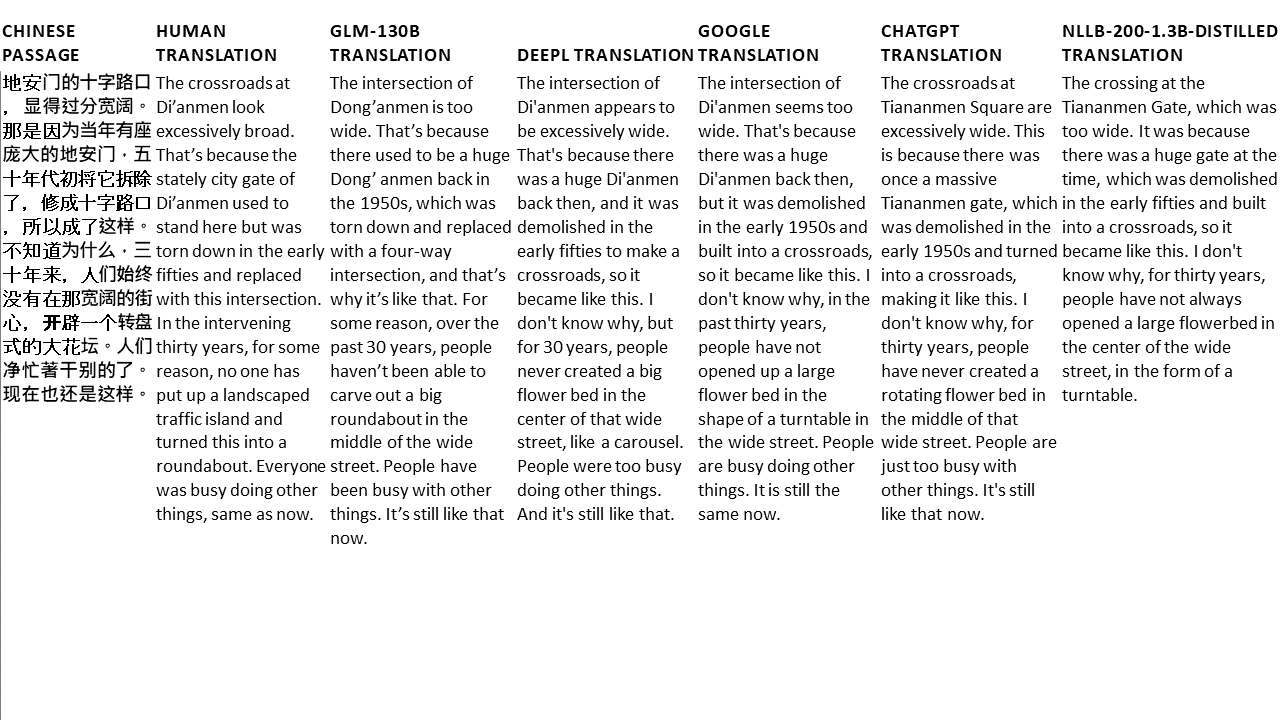 CHINESE
PASSAGE
地安门的十字路口
，显得过分宽阔。
那是因为当年有座
庞大的地安门，五
十年代初将它拆除
了，修成十字路口
，所以成了这样。
不知道为什么，三
十年来，人们始终
没有在那宽阔的街
心，开辟一个转盘
式的大花坛。人们
净忙著干别的了。
现在也还是这样。
HUMAN
TRANSLATION
The crossroads at
Di’anmen look
excessively broad.
That’s because the
stately city gate of
Di’anmen used to
stand here but was
torn down in the early
fifties and replaced
with this intersection.
In the intervening
thirty years, for some
reason, no one has
put up a landscaped
traffic island and
turned this into a
roundabout. Everyone
was busy doing other
things, same as now.
GLM-130B
TRANSLATION
The intersection of
Dong’anmen is too
wide. That’s because
there used to be a huge
Dong’ anmen back in
the 1950s, which was
torn down and replaced
with a four-way
intersection, and that’s
why it’s like that. For
some reason, over the
past 30 years, people
haven’t been able to
carve out a big
roundabout in the
middle of the wide
street. People have
been busy with other
things. It’s still like that
now.
DEEPL TRANSLATION
The intersection of
Di'anmen appears to
be excessively wide.
That's because there
was a huge Di'anmen
back then, and it was
demolished in the
early fifties to make a
crossroads, so it
became like this. I
don't know why, but
for 30 years, people
never created a big
flower bed in the
center of that wide
street, like a carousel.
People were too busy
doing other things.
And it's still like that.
GOOGLE
TRANSLATION
The intersection of
Di'anmen seems too
wide. That's because
there was a huge
Di'anmen back then,
but it was demolished
in the early 1950s and
built into a crossroads,
so it became like this. I
don't know why, in the
past thirty years,
people have not
opened up a large
flower bed in the
shape of a turntable in
the wide street. People
are busy doing other
things. It is still the
same now.
CHATGPT
TRANSLATION
The crossroads at
Tiananmen Square are
excessively wide. This
is because there was
once a massive
Tiananmen gate, which
was demolished in the
early 1950s and turned
into a crossroads,
making it like this. I
don't know why, for
thirty years, people
have never created a
rotating flower bed in
the middle of that
wide street. People are
just too busy with
other things. It's still
like that now.
NLLB-200-1.3B-DISTILLED
TRANSLATION
The crossing at the
Tiananmen Gate, which was
too wide. It was because
there was a huge gate at the
time, which was demolished
in the early fifties and built
into a crossroads, so it
became like this. I don't
know why, for thirty years,
people have not always
opened a large flowerbed in
the center of the wide
street, in the form of a
turntable.